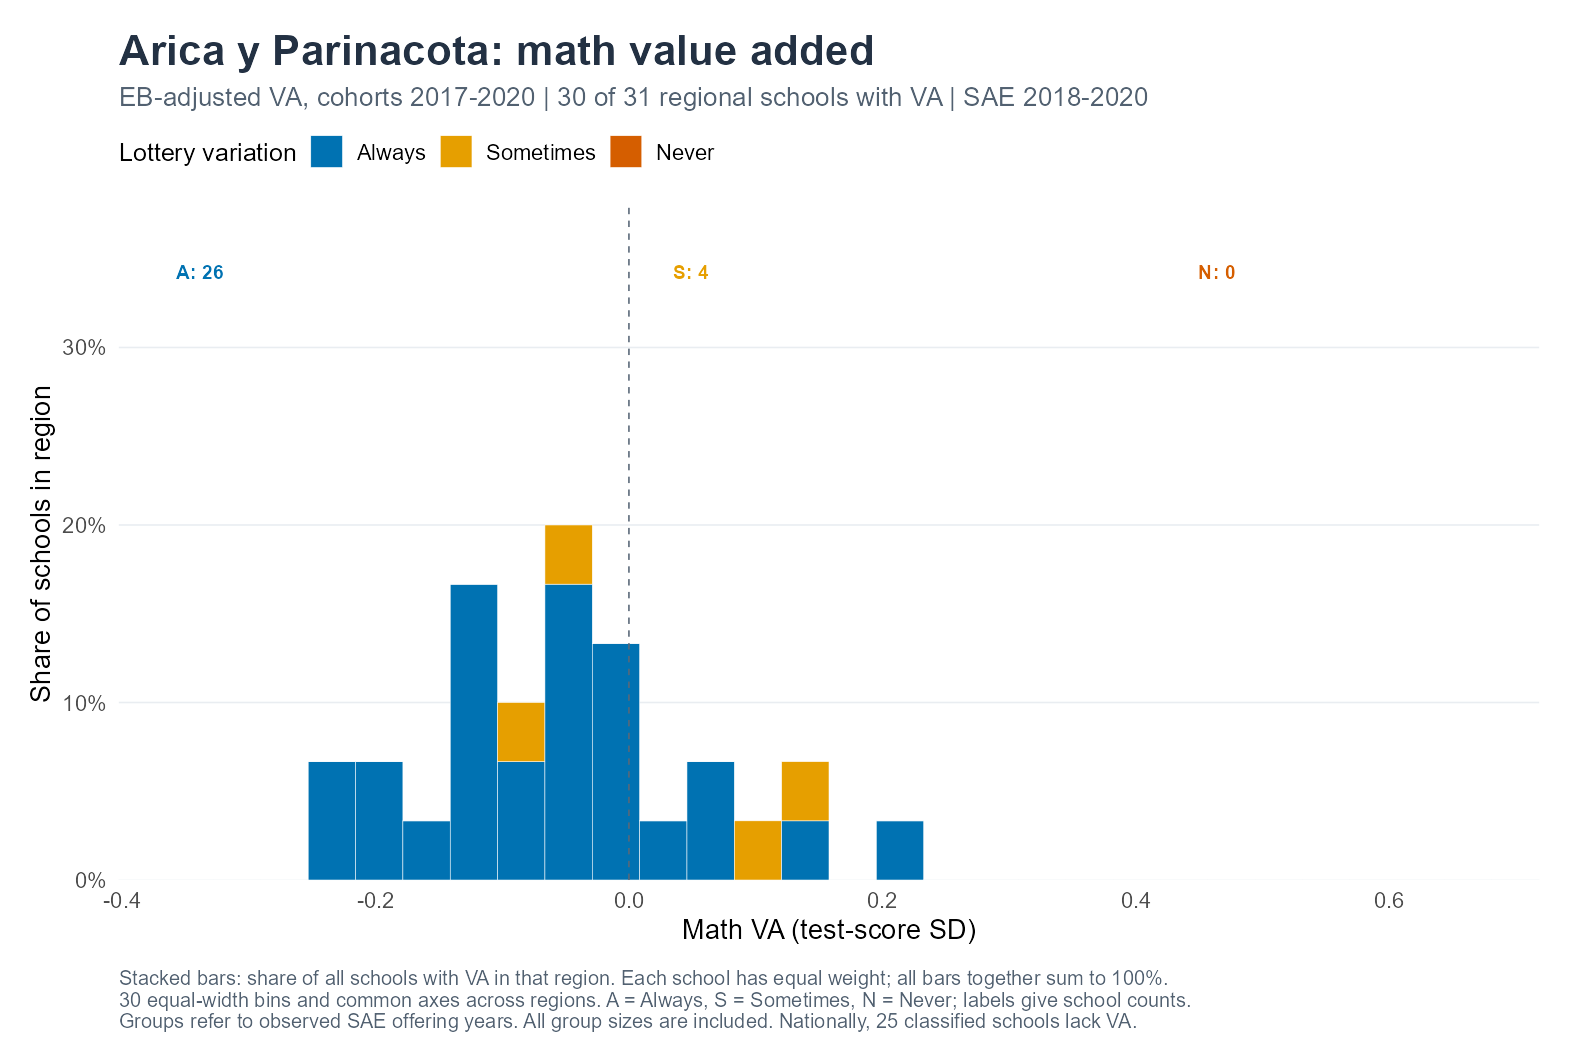 Arica y Parinacota: math value added
EB-adjusted VA, cohorts 2017-2020 | 30 of 31 regional schools with VA | SAE 2018-2020
Lottery variation Always Sometimes Never
A: 26 S: 4 N: 0
Share of schools in region
30%
20%
10%
0%
-0.4 -0.2 0.0 0.2 0.4 0.6
Math VA (test-score SD)
Stacked bars: share of all schools with VA in that region. Each school has equal weight; all bars together sum to 100%.
30 equal-width bins and common axes across regions. A = Always, S = Sometimes, N = Never; labels give school counts.
Groups refer to observed SAE offering years. All group sizes are included. Nationally, 25 classified schools lack VA.